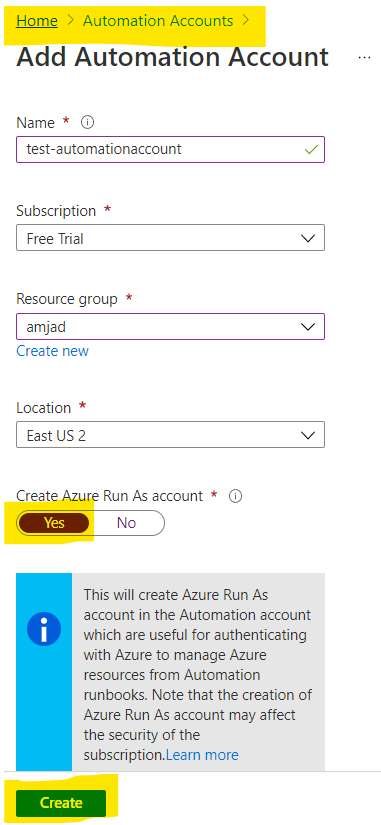 Home > Automation Accounts >
Add Automation Account ...
Name *
test-automationaccount
Subscription *
Free Trial
Resource group *
amjad
Create new
Location *
East US 2
Create Azure Run As account *
Yes No
This will create Azure Run As
account in the Automation account
which are useful for authenticating
with Azure to manage Azure
resources from Automation
runbooks. Note that the creation of
Azure Run As account may affect
the security of the
subscription.Learn more
Create